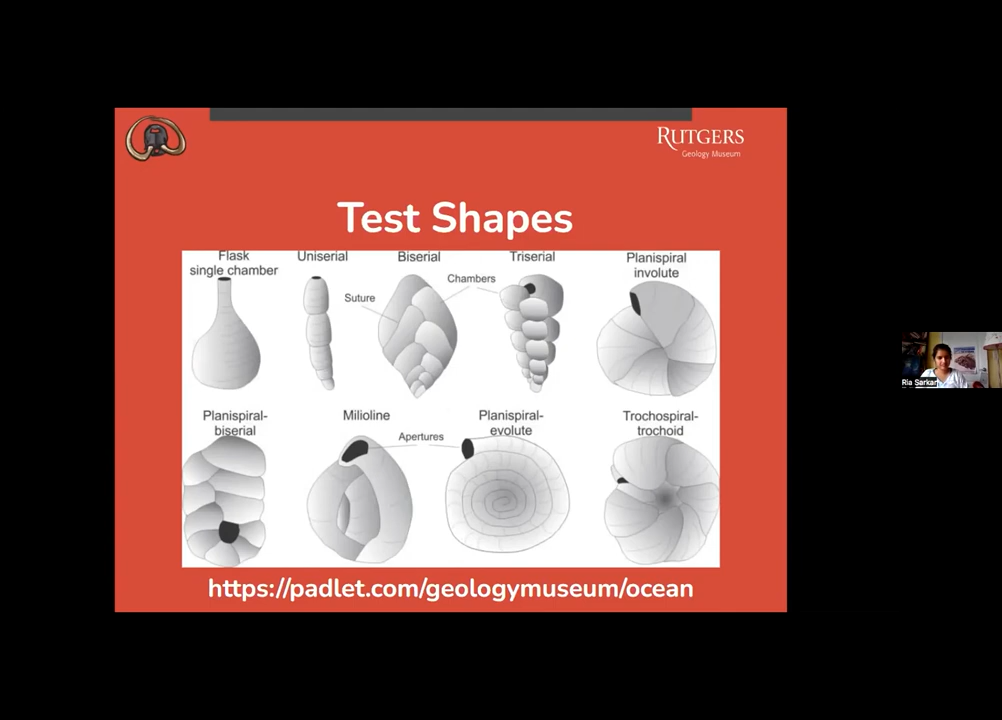 RUTGERS
Geology Museum
Test Shapes
Flask
single chamber
Uniserial
Biserial
Triserial
Planispiral
involute
Chambers
Suture
Planispiral-
biserial
Milioline
Planispiral-
evolute
Trochospiral-
trochoid
Apertures
https://padlet.com/geologymuseum/ocean
Ria Sarkar